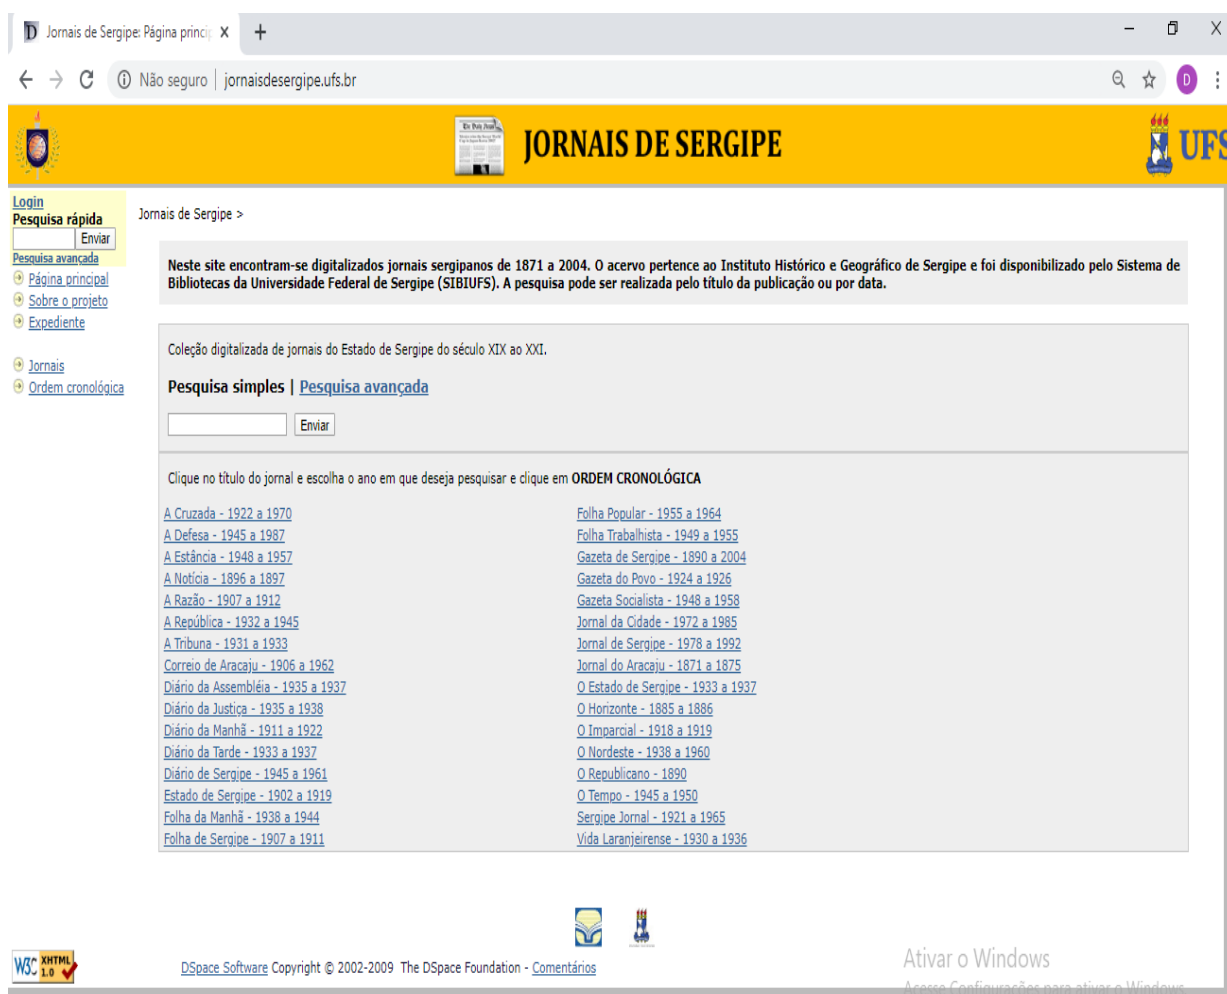 Jornais de Sergipe: Página princip
Não seguro | jornaisdesergipe.ufs.br
D
JORNAIS DE SERGIPE
UFS
Login
Pesquisa rápida
Enviar
Pesquisa avançada
Página principal
Sobre o projeto
Expediente
Jornais
Ordem cronológica
Jornais de Sergipe >
Neste site encontram-se digitalizados jornais sergipanos de 1871 a 2004. O acervo pertence ao Instituto Histórico e Geográfico de Sergipe e foi disponibilizado pelo Sistema de
Bibliotecas da Universidade Federal de Sergipe (SIBIUFS). A pesquisa pode ser realizada pelo título da publicação ou por data.
Coleção digitalizada de jornais do Estado de Sergipe do século XIX ao XXI.
Pesquisa simples | Pesquisa avançada
Enviar
Clique no título do jornal e escolha o ano em que deseja pesquisar e clique em ORDEM CRONOLÓGICA
A Cruzada - 1922 a 1970
A Defesa - 1945 a 1987
A Estância - 1948 a 1957
A Notícia - 1896 a 1897
A Razão - 1907 a 1912
A República - 1932 a 1945
A Tribuna - 1931 a 1933
Correio de Aracaju - 1906 a 1962
Diário da Assembléia - 1935 a 1937
Diário da Justiça - 1935 a 1938
Diário da Manhã - 1911 a 1922
Diário da Tarde - 1933 a 1937
Diário de Sergipe - 1945 a 1961
Estado de Sergipe - 1902 a 1919
Folha da Manhã - 1938 a 1944
Folha de Sergipe - 1907 a 1911
Folha Popular - 1955 a 1964
Folha Trabalhista - 1949 a 1955
Gazeta de Sergipe - 1890 a 2004
Gazeta do Povo - 1924 a 1926
Gazeta Socialista - 1948 a 1958
Jornal da Cidade - 1972 a 1985
Jornal de Sergipe - 1978 a 1992
Jornal do Aracaju - 1871 a 1875
O Estado de Sergipe - 1933 a 1937
O Horizonte - 1885 a 1886
O Imparcial - 1918 a 1919
O Nordeste - 1938 a 1960
O Republicano - 1890
O Tempo - 1945 a 1950
Sergipe Jornal - 1921 a 1965
Vida Laranjeirense - 1930 a 1936
W3C XHTML 1.0
DSpace Software Copyright © 2002-2009 The DSpace Foundation - Comentários
Ativar o Windows
Acesse Configurações para ativar o Windows.